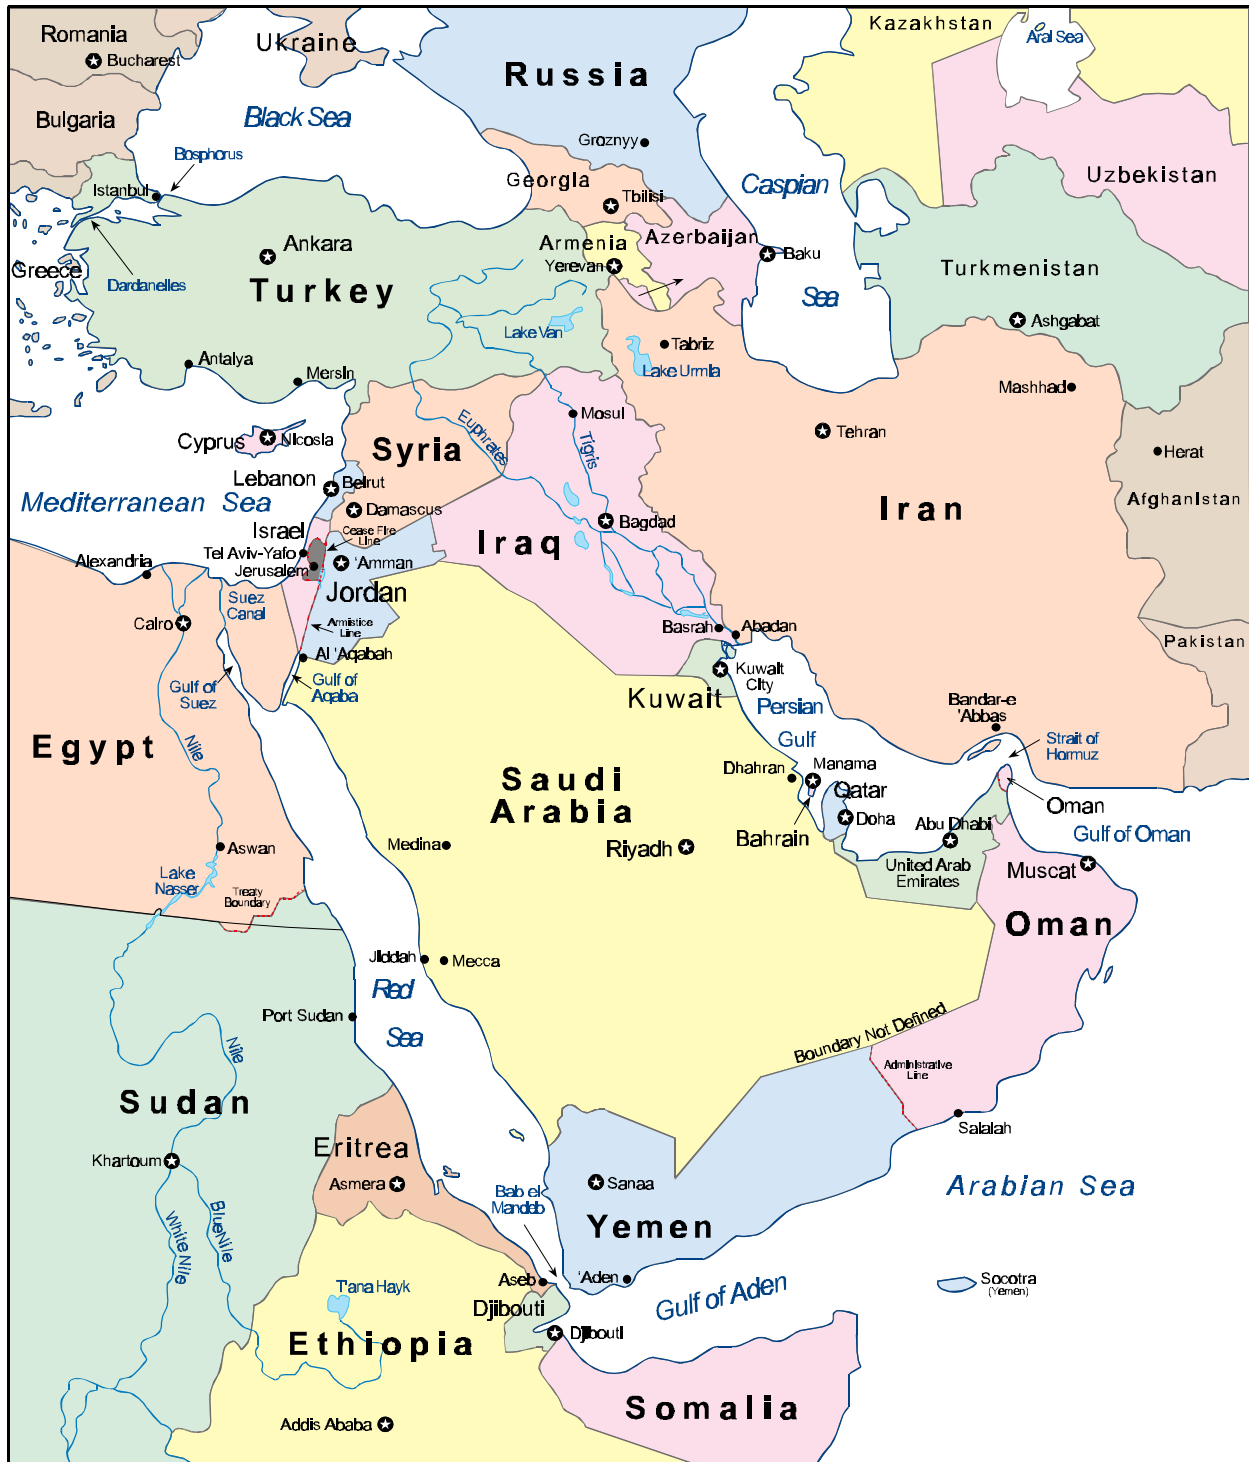 Romania
Bucharest
Ukraine
Kazakhstan
Aral Sea
Russia
Bulgaria
Black Sea
Groznyy
Bosphorus
Istanbul
Georgia
Tbilisi
Caspian
Sea
Uzbekistan
Ankara
Armenia
Yerevan
Azerbaijan
Baku
Turkmenistan
Greece
Dardanelles
Turkey
Lake Van
Ashgabat
Antalya
Mersin
Tabriz
Lake Urmia
Mashhad
Mosul
Euphrates
Tigris
Tehran
Cyprus
Nicosia
Syria
Herat
Lebanon
Beirut
Mediterranean Sea
Damascus
Afghanistan
Iran
Israel
Cease Fire
Line
Iraq
Bagdad
Tel Aviv-Yafo
Jerusalem
‘Amman
Alexandria
Jordan
Suez
Canal
Cairo
Armistice
Line
Basrah
Abadan
Pakistan
Al ‘Aqabah
Gulf of
Suez
Gulf of
Aqaba
Kuwait
City
Kuwait
Persian
Gulf
Bandar-e
‘Abbas
Strait of
Hormuz
Egypt
Nile
Saudi
Arabia
Dhahran
Manama
Qatar
Oman
Doha
Abu Dhabi
Gulf of Oman
Bahrain
Aswan
Medina
Riyadh
United Arab
Emirates
Muscat
Lake
Nasser
Treaty
Boundary
Oman
Jiddah
Mecca
Red
Sea
Port Sudan
Boundary Not Defined
Nile
Administrative
Line
Sudan
Salalah
Eritrea
Khartoum
Asmera
Bab el
Mandeb
Sanaa
Arabian Sea
White Nile
Blue Nile
Yemen
T'ana Hayk
Aseb
‘Aden
Gulf of Aden
Socotra
(Yemen)
Djibouti
Djibouti
Ethiopia
Somalia
Addis Ababa